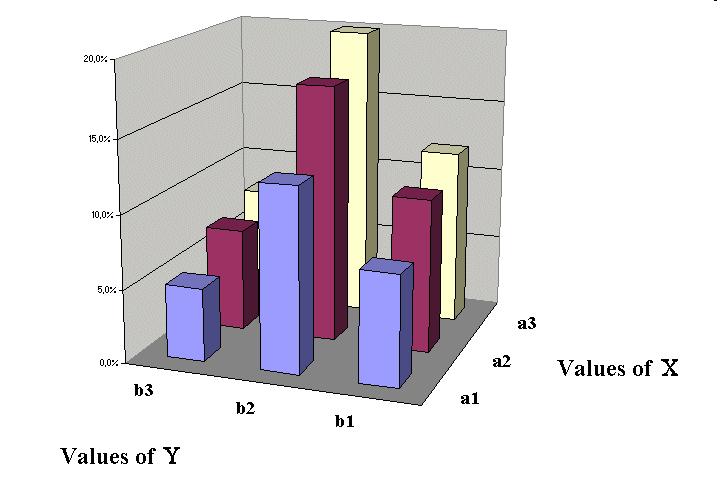 20,0%
15,0%
10,0%
5,0%
0,0%
b3
b2
b1
a1
a2
a3
Values of X
Values of Y